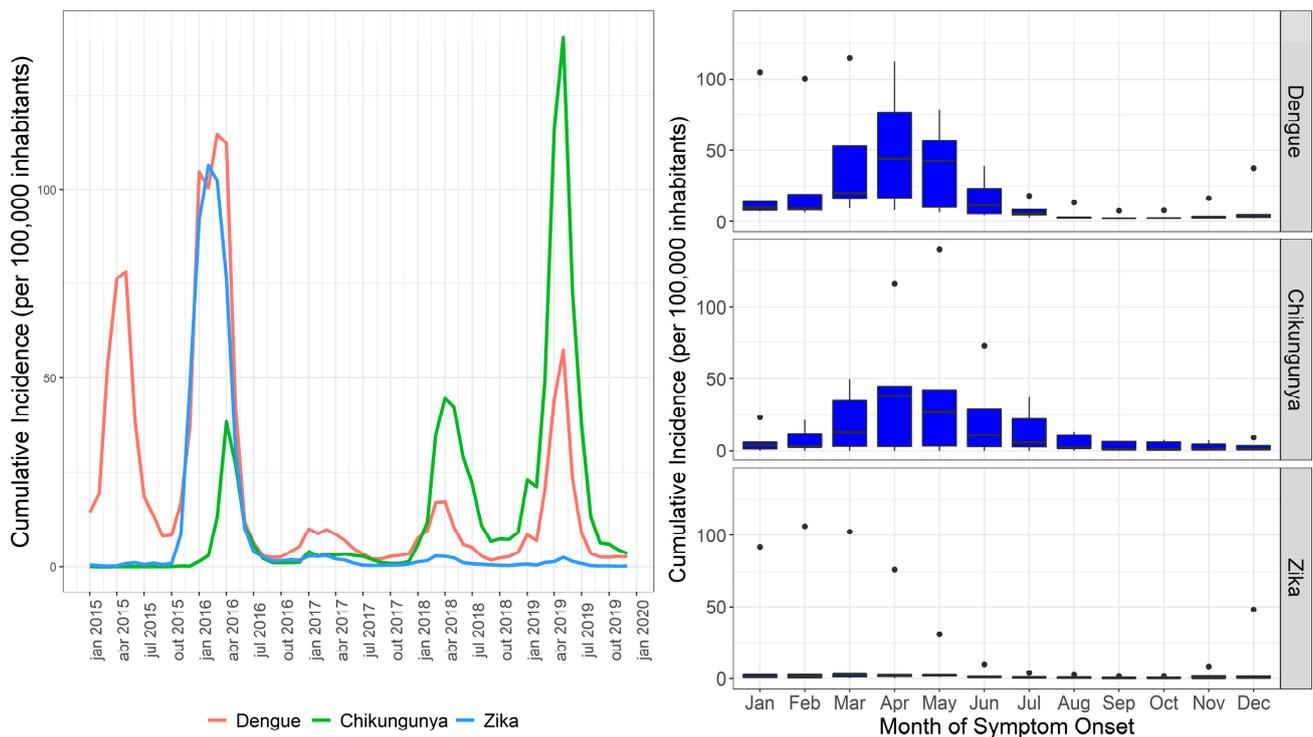 Cumulative Incidence (per 100,000 inhabitants)
100
50
0
jan 2015
abr 2015
jul 2015
out 2015
jan 2016
abr 2016
jul 2016
out 2016
jan 2017
abr 2017
jul 2017
out 2017
jan 2018
abr 2018
jul 2018
out 2018
jan 2019
abr 2019
jul 2019
out 2019
jan 2020
Dengue Chikungunya Zika
Cumulative Incidence (per 100,000 inhabitants)
100
50
0
Dengue
100
50
0
Chikungunya
100
50
0
Zika
Jan Feb Mar Apr May Jun Jul Aug Sep Oct Nov Dec
Month of Symptom Onset